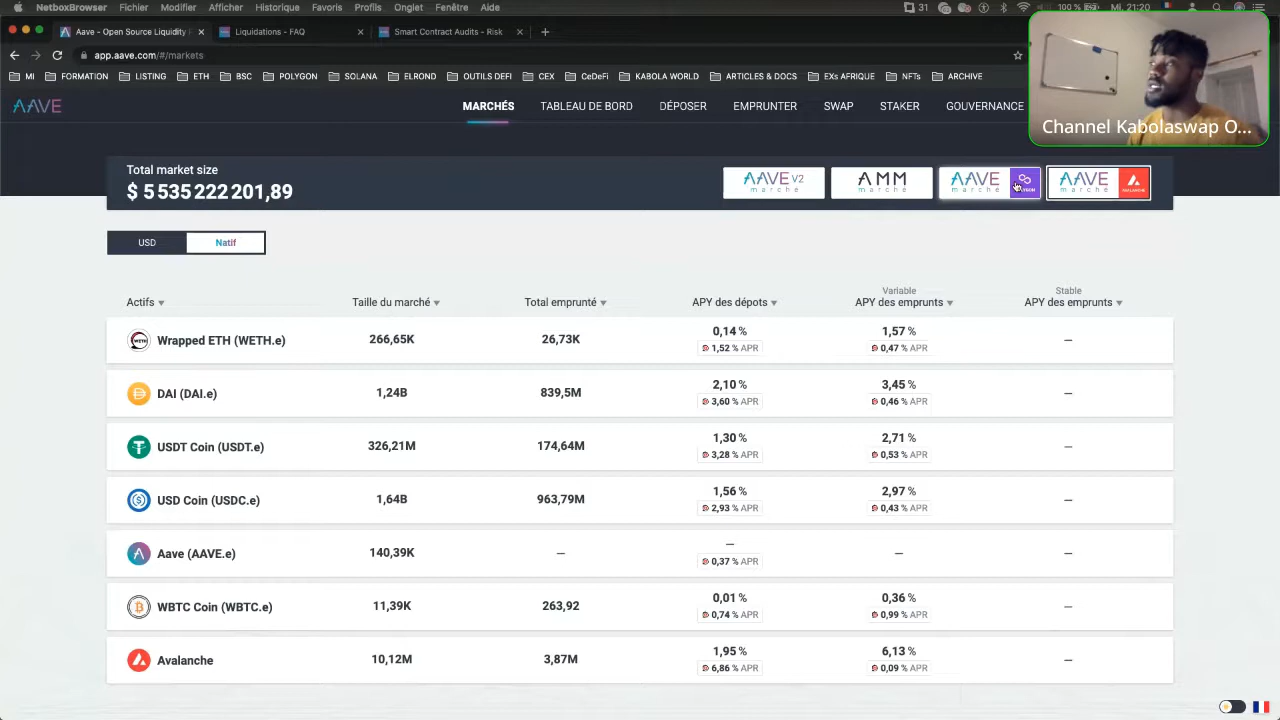 NetboxBrowser Fichier Modifier Afficher Historique Favoris Profils Onglet Fenêtre Aide 31 100 % Mi. 21:20
Aave - Open Source Liquidity Liquidations - FAQ Smart Contract Audits - Risk
app.aave.com/#/markets
MI FORMATION LISTING ETH BSC POLYGON SOLANA ELROND OUTILS DEFI CEX CeDeFi KABOLA WORLD ARTICLES & DOCS EXs AFRIQUE NFTs ARCHIVE
AAVE MARCHÉS TABLEAU DE BORD DÉPOSER EMPRUNTER SWAP STAKER GOUVERNANCE
Channel Kabolaswap O...
Total market size
$ 5 535 222 201,89
AAVE V2 marché
AMM marché
AAVE marché
AAVE marché AVALANCHE
USD Natif
Actifs Taille du marché Total emprunté APY des dépots Variable APY des emprunts Stable APY des emprunts
Wrapped ETH (WETH.e) 266,65K 26,73K 0,14 % 1,57 % —
1,52 % APR 0,47 % APR
DAI (DAI.e) 1,24B 839,5M 2,10 % 3,45 % —
3,60 % APR 0,46 % APR
USDT Coin (USDT.e) 326,21M 174,64M 1,30 % 2,71 % —
3,28 % APR 0,53 % APR
USD Coin (USDC.e) 1,64B 963,79M 1,56 % 2,97 % —
2,93 % APR 0,43 % APR
Aave (AAVE.e) 140,39K — — — —
0,37 % APR
WBTC Coin (WBTC.e) 11,39K 263,92 0,01 % 0,36 % —
0,74 % APR 0,99 % APR
Avalanche 10,12M 3,87M 1,95 % 6,13 % —
6,86 % APR 0,09 % APR